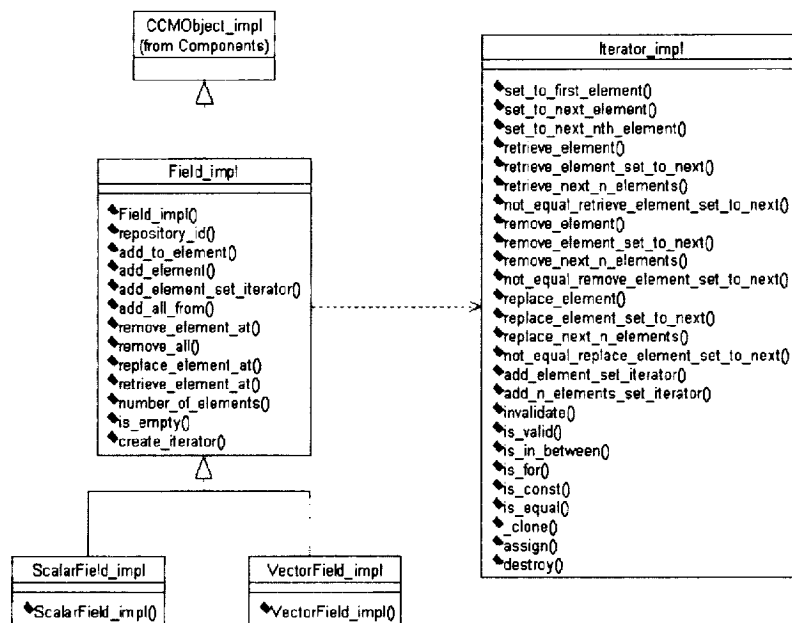 CCMObject_impl
(from Components)
Field_impl
Field_impl()
repository_id()
add_to_element()
add_element()
add_element_set_iterator()
add_all_from()
remove_element_at()
remove_all()
replace_element_at()
retrieve_element_at()
number_of_elements()
is_empty()
create_iterator()
ScalarField_impl
ScalarField_impl()
VectorField_impl
VectorField_impl()
Iterator_impl
set_to_first_element()
set_to_next_element()
set_to_next_nth_element()
retrieve_element()
retrieve_element_set_to_next()
retrieve_next_n_elements()
not_equal_retrieve_element_set_to_next()
remove_element()
remove_element_set_to_next()
remove_next_n_elements()
not_equal_remove_element_set_to_next()
replace_element()
replace_element_set_to_next()
replace_next_n_elements()
not_equal_replace_element_set_to_next()
add_element_set_iterator()
add_n_elements_set_iterator()
invalidate()
is_valid()
is_in_between()
is_for()
is_const()
is_equal()
_clone()
assign()
destroy()